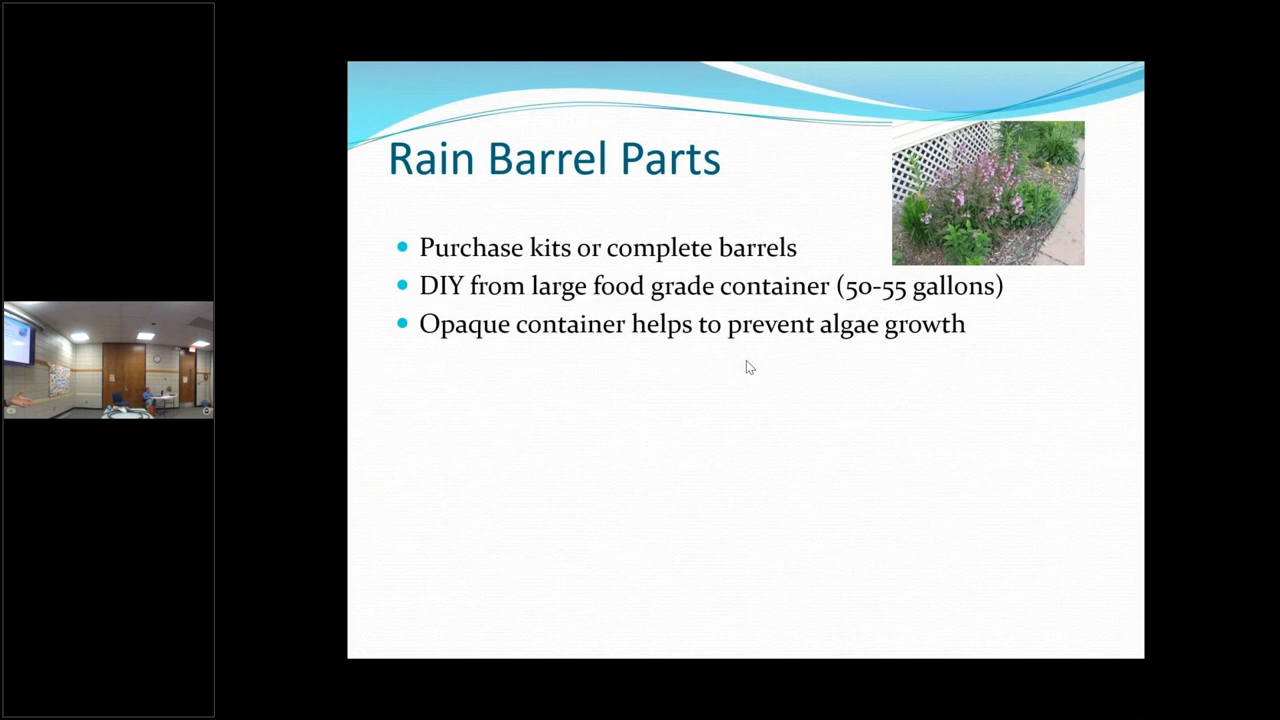 Rain Barrel Parts
Purchase kits or complete barrels
DIY from large food grade container (50-55 gallons)
Opaque container helps to prevent algae growth